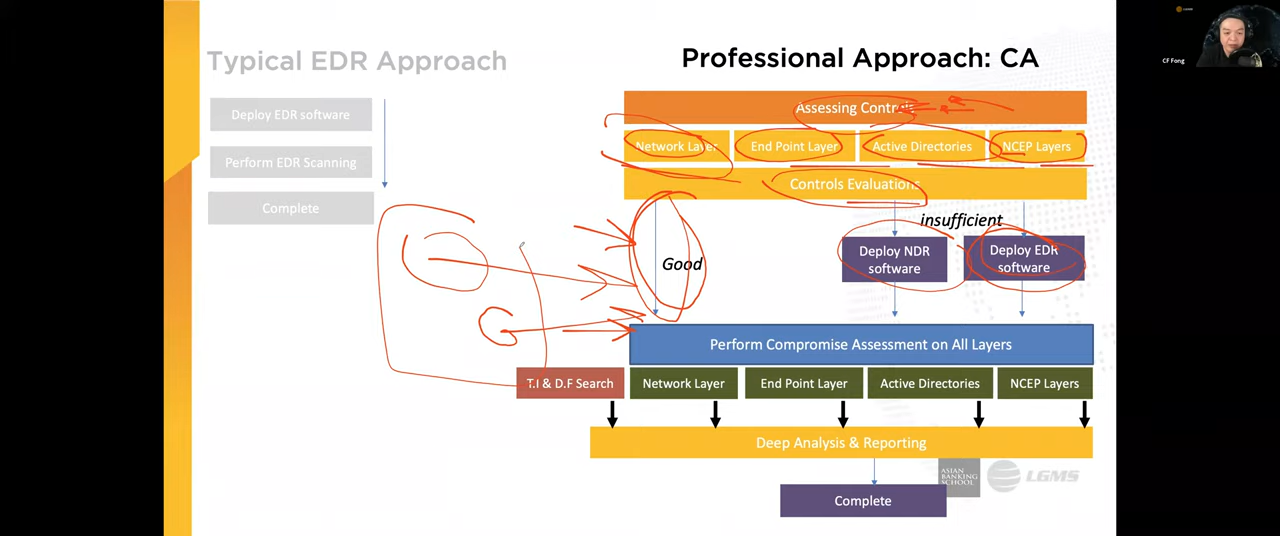 Typical EDR Approach
Deploy EDR software
Perform EDR Scanning
Complete
Professional Approach: CA
Assessing Controls
Network Layer
End Point Layer
Active Directories
NCEP Layers
Controls Evaluations
insufficient
Good
Deploy NDR
software
Deploy EDR
software
Perform Compromise Assessment on All Layers
T.I & D.F Search
Network Layer
End Point Layer
Active Directories
NCEP Layers
Deep Analysis & Reporting
Complete
ASIAN
BANKING
SCHOOL
LGMS
CF Fong
LGMS